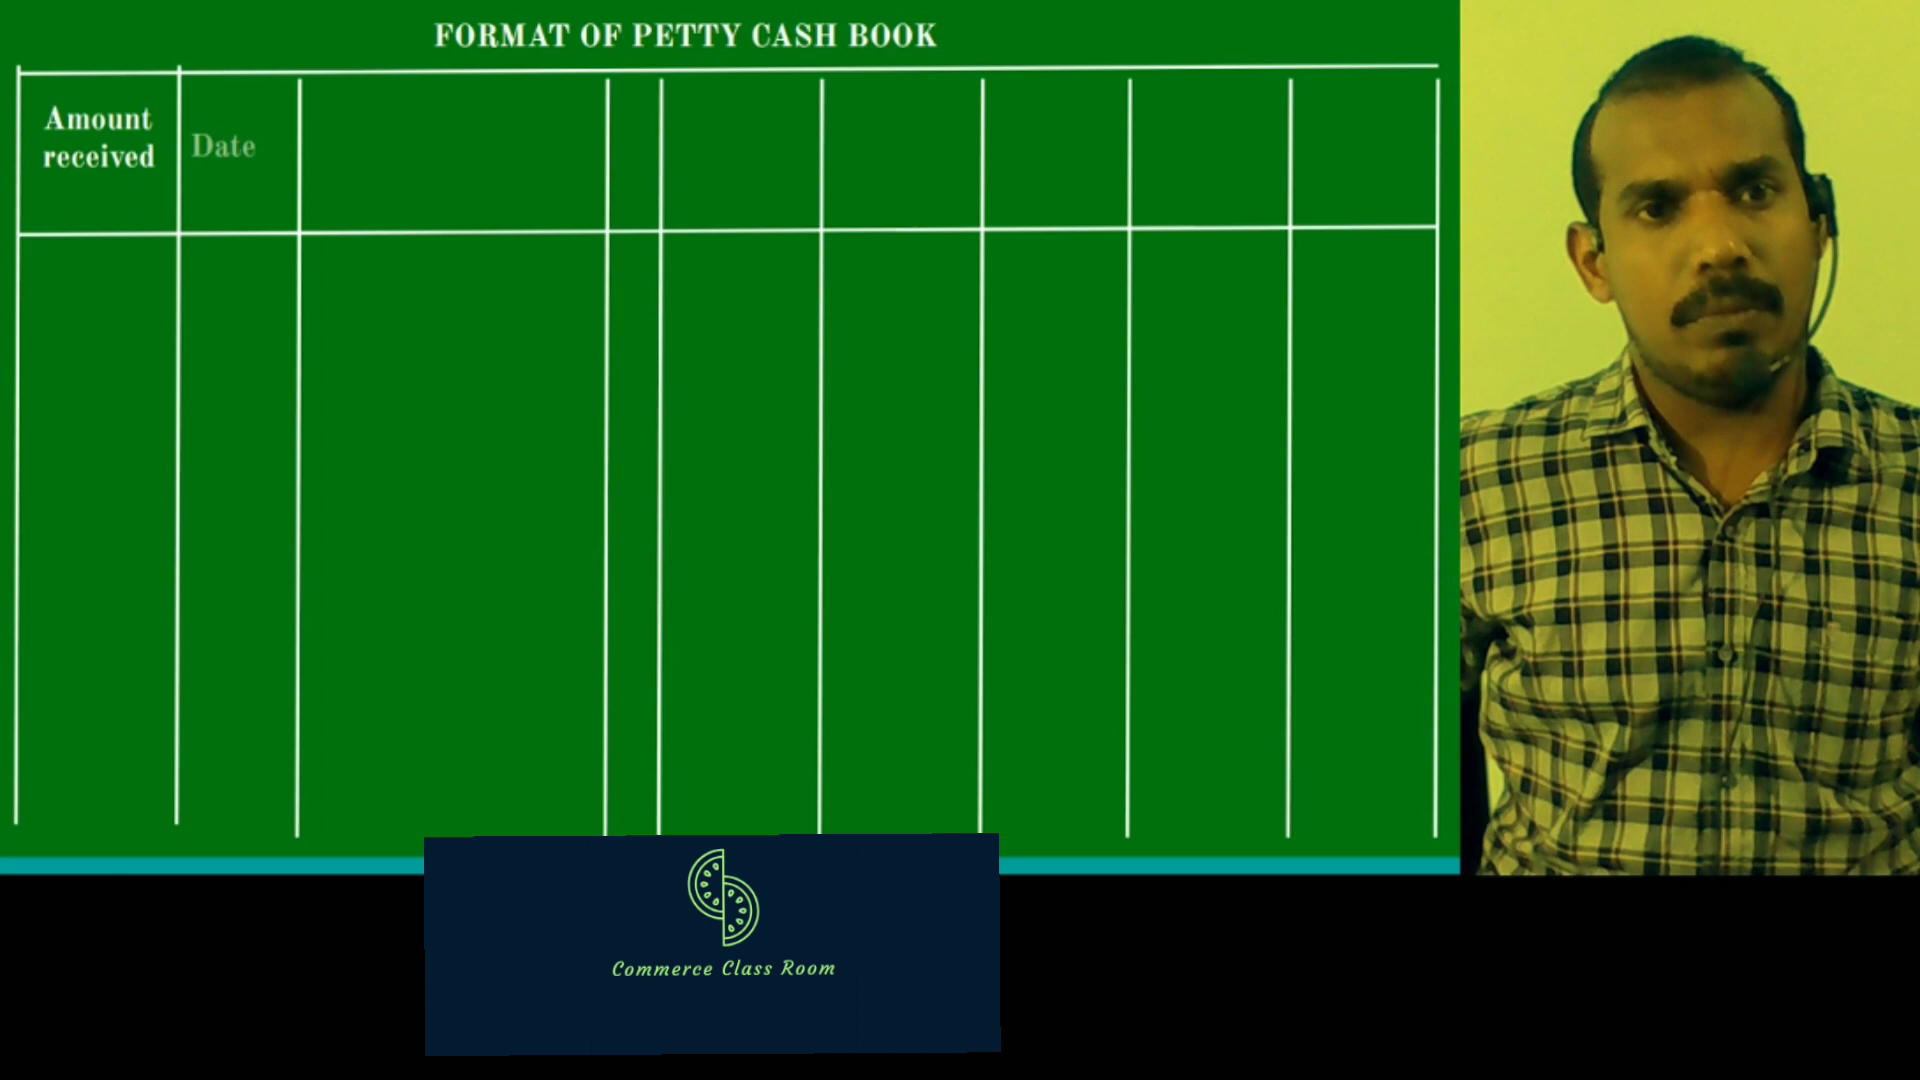 FORMAT OF PETTY CASH BOOK
Amount
received
Date
Commerce Class Room